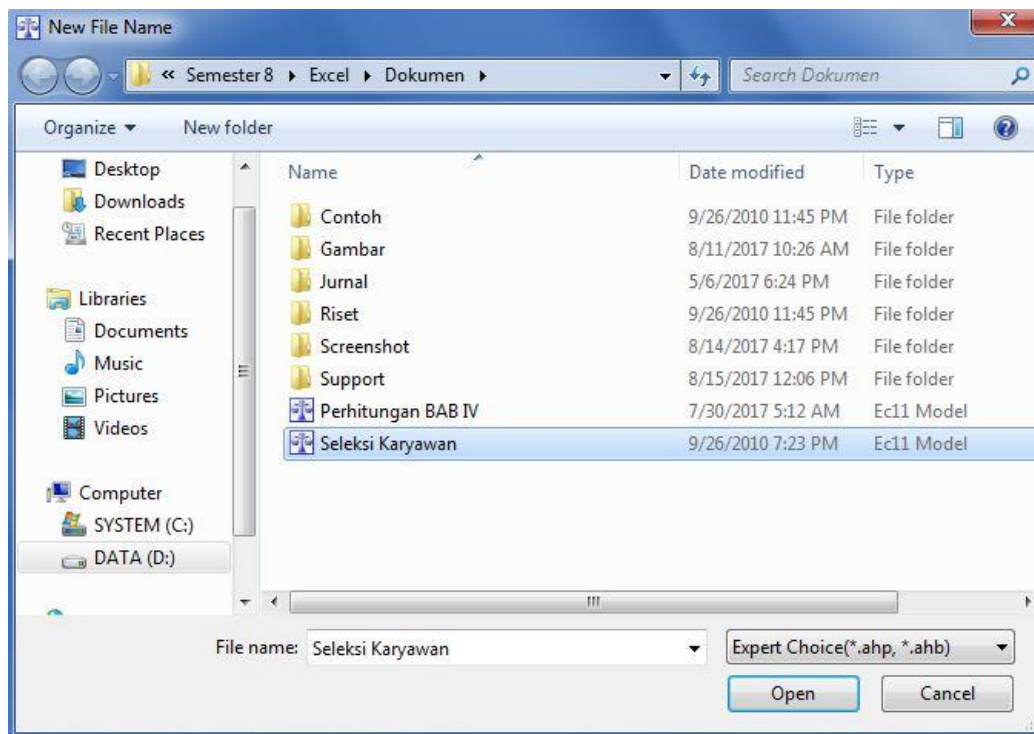 New File Name
« Semester 8 ▸ Excel ▸ Dokumen ▸
Search Dokumen
Organize
New folder
Desktop
Downloads
Recent Places
Libraries
Documents
Music
Pictures
Videos
Computer
SYSTEM (C:)
DATA (D:)
Name Date modified Type
Contoh 9/26/2010 11:45 PM File folder
Gambar 8/11/2017 10:26 AM File folder
Jurnal 5/6/2017 6:24 PM File folder
Riset 9/26/2010 11:45 PM File folder
Screenshot 8/14/2017 4:17 PM File folder
Support 8/15/2017 12:06 PM File folder
Perhitungan BAB IV 7/30/2017 5:12 AM Ec11 Model
Seleksi Karyawan 9/26/2010 7:23 PM Ec11 Model
File name: Seleksi Karyawan
Expert Choice(*.ahp, *.ahb)
Open
Cancel